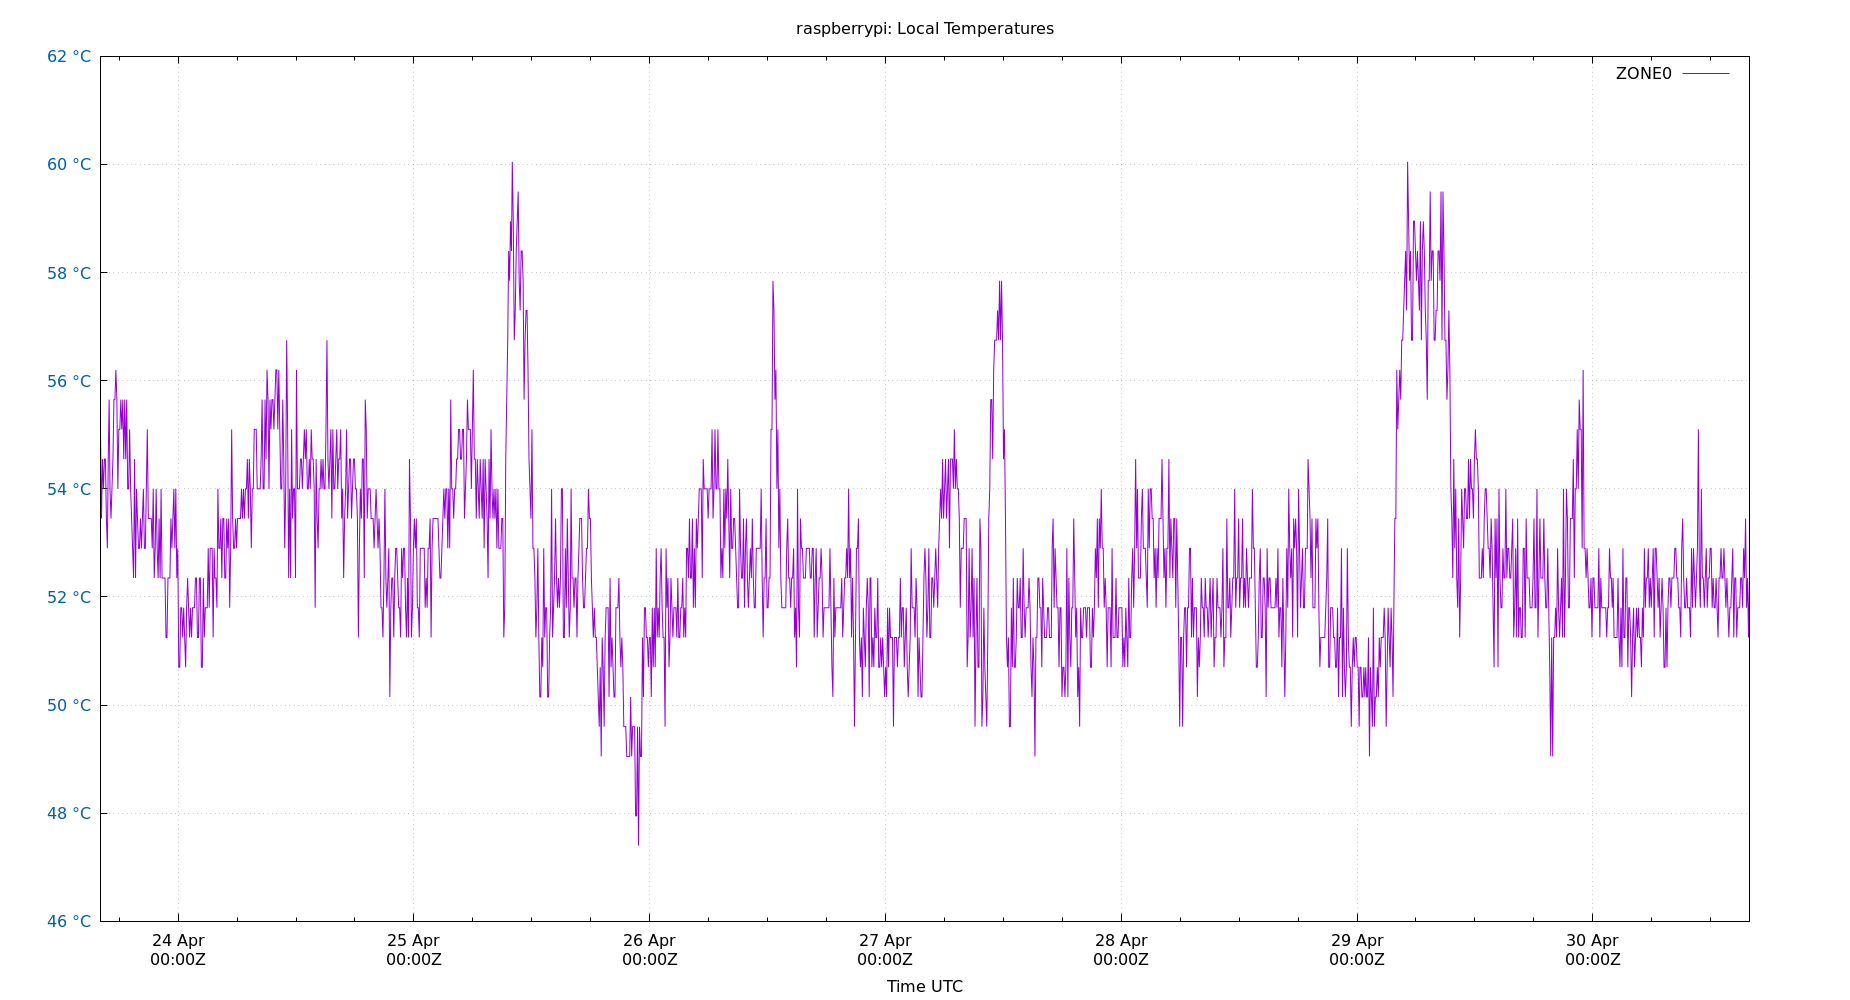 raspberrypi: Local Temperatures
62 °C
ZONE0
60 °C
58 °C
56 °C
54 °C
52 °C
50 °C
48 °C
46 °C
24 Apr 25 Apr 26 Apr 27 Apr 28 Apr 29 Apr 30 Apr
00:00Z 00:00Z 00:00Z 00:00Z 00:00Z 00:00Z 00:00Z
Time UTC